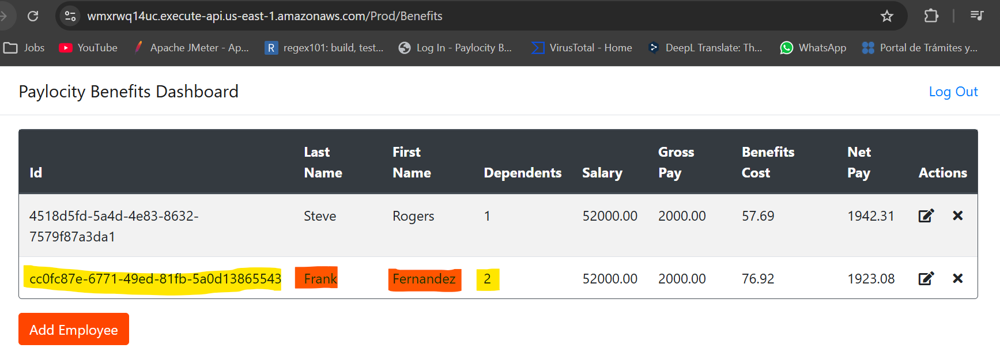 wmxrwq14uc.execute-api.us-east-1.amazonaws.com/Prod/Benefits
Jobs YouTube Apache JMeter - Ap... R regex101: build, test... Log In - Paylocity B... VirusTotal - Home DeepL Translate: Th... WhatsApp Portal de Trámites y...
Paylocity Benefits Dashboard Log Out
Id Last Name First Name Dependents Salary Gross Pay Benefits Cost Net Pay Actions
4518d5fd-5a4d-4e83-8632-7579f87a3da1 Steve Rogers 1 52000.00 2000.00 57.69 1942.31
cc0fc87e-6771-49ed-81fb-5a0d13865543 Frank Fernandez 2 52000.00 2000.00 76.92 1923.08
Add Employee